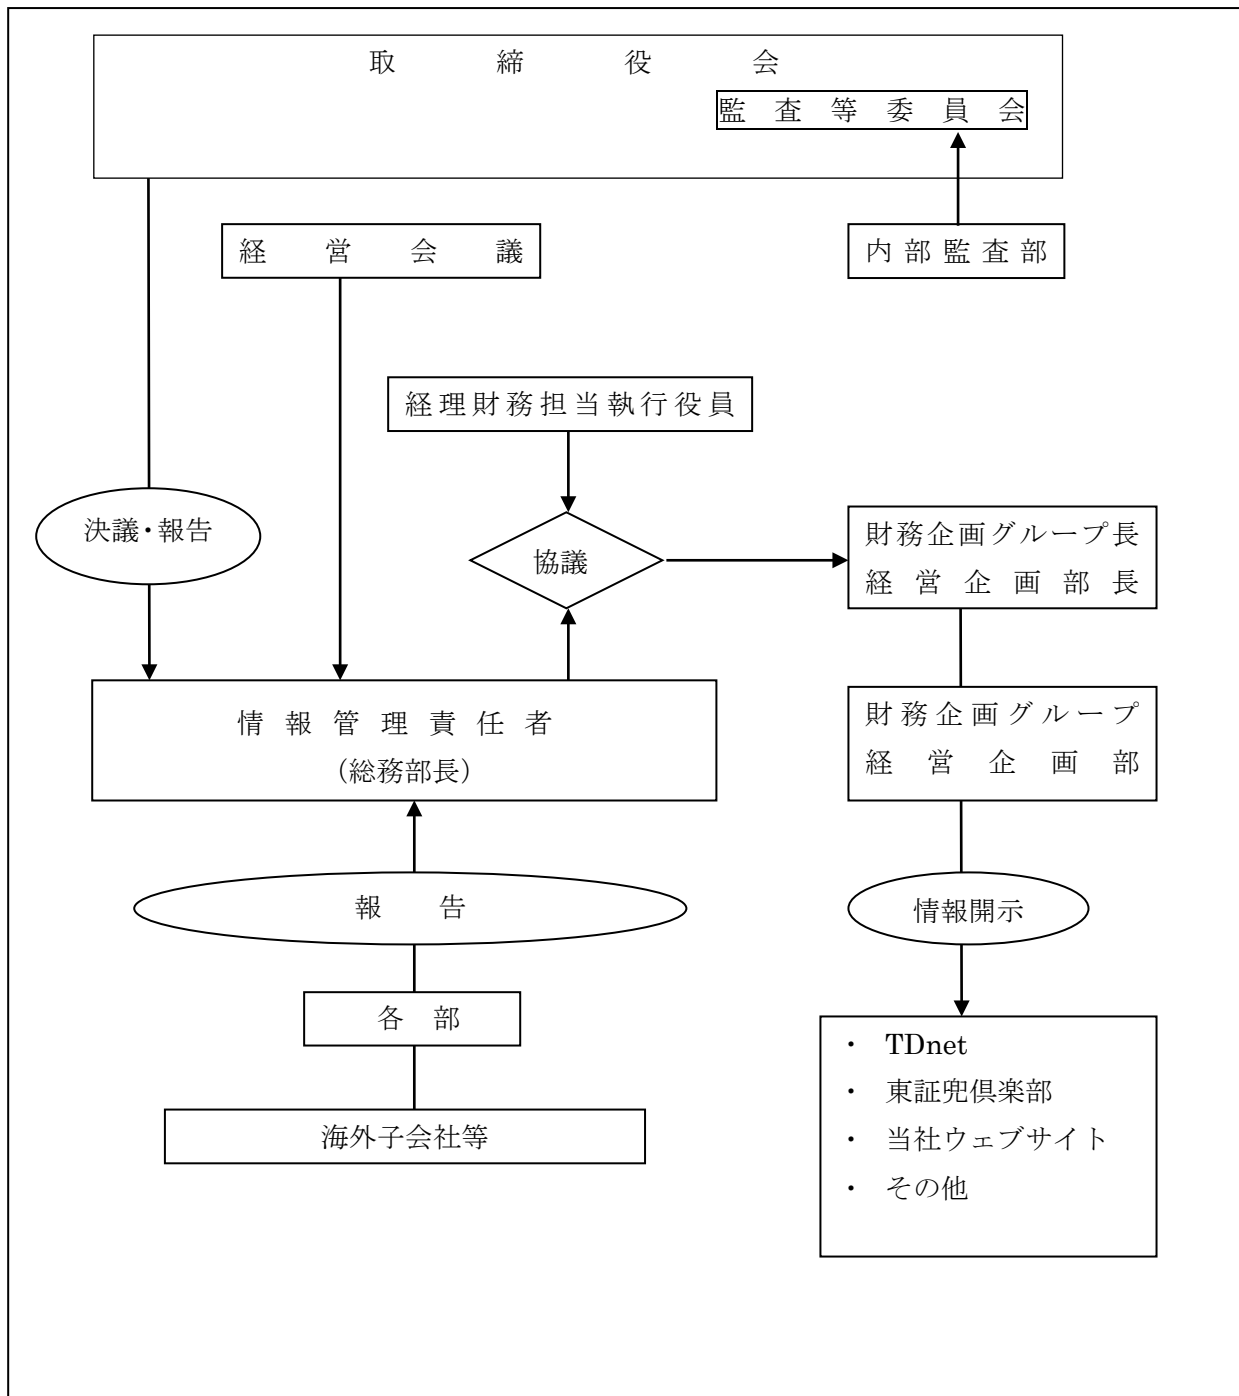 取締役会
監査等委員会
経営会議
内部監査部
経理財務担当執行役員
決議・報告
協議
財務企画グループ長
経営企画部長
情報管理責任者
(総務部長)
財務企画グループ
経営企画部
報告
情報開示
各部
海外子会社等
・ TDnet
・ 東証兜倶楽部
・ 当社ウェブサイト
・ その他